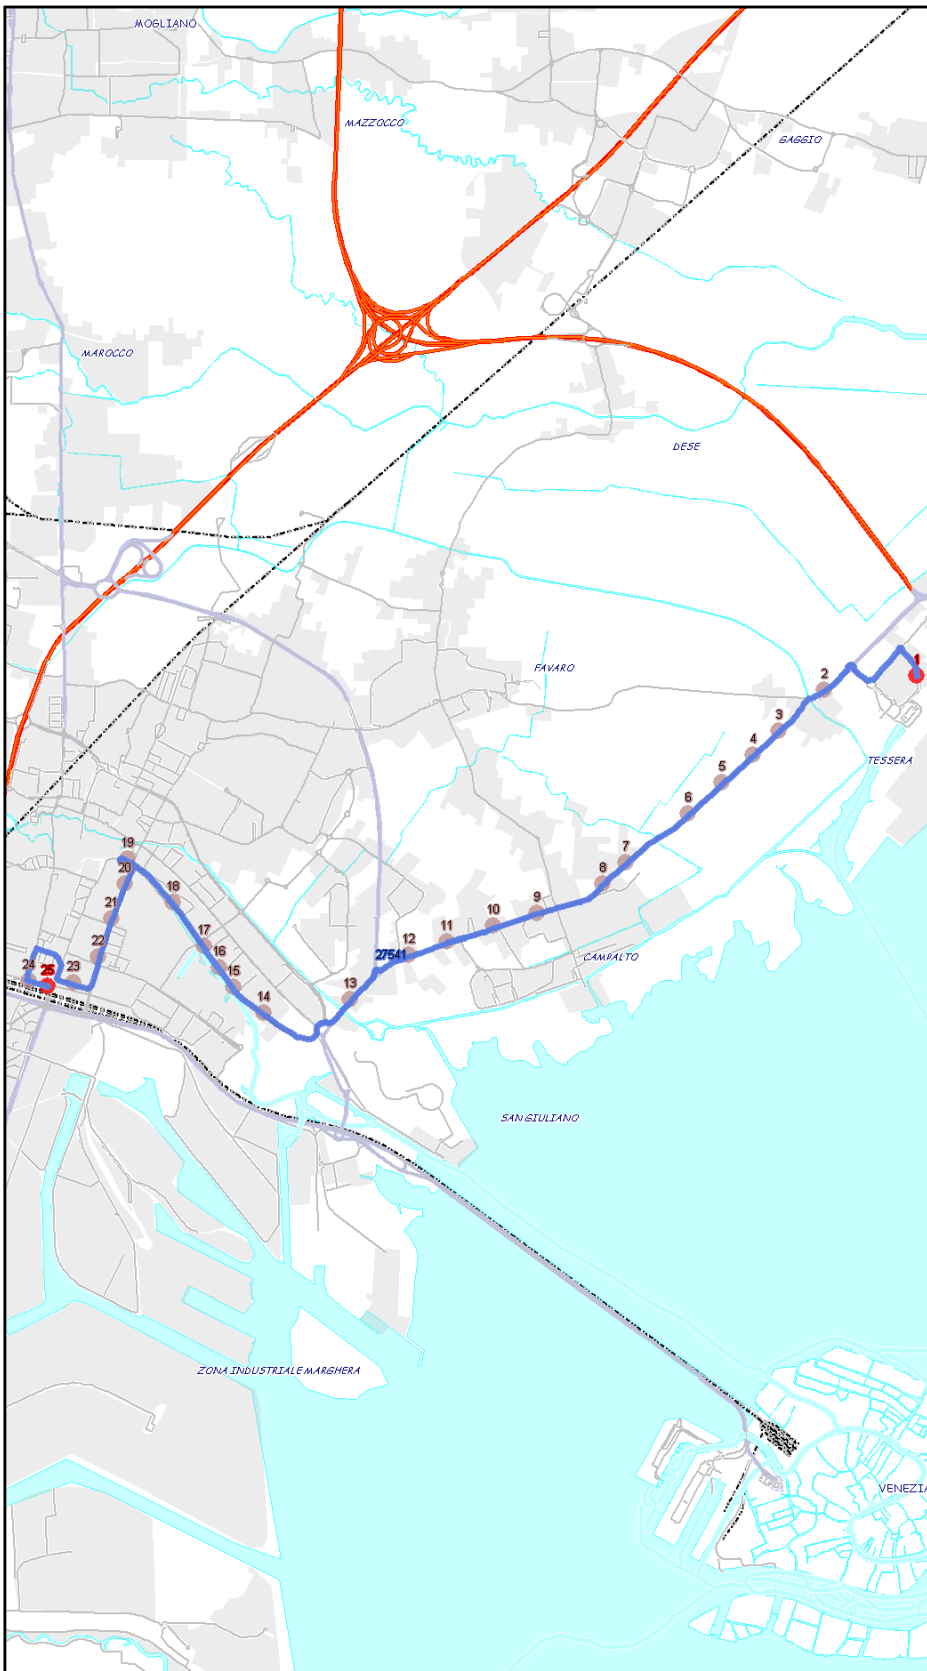 MOGLIANO
MAZZOCCO
GAGGIO
MAROCCO
DESE
FAVARO
1
2
3
TESSERA
4
5
6
7
19
20
8
18
21
9
10
17
11
22
16
12
27541
CAMPALTO
24
25
23
15
13
14
SAN GIULIANO
ZONA INDUSTRIALE MARGHERA
VENEZIA